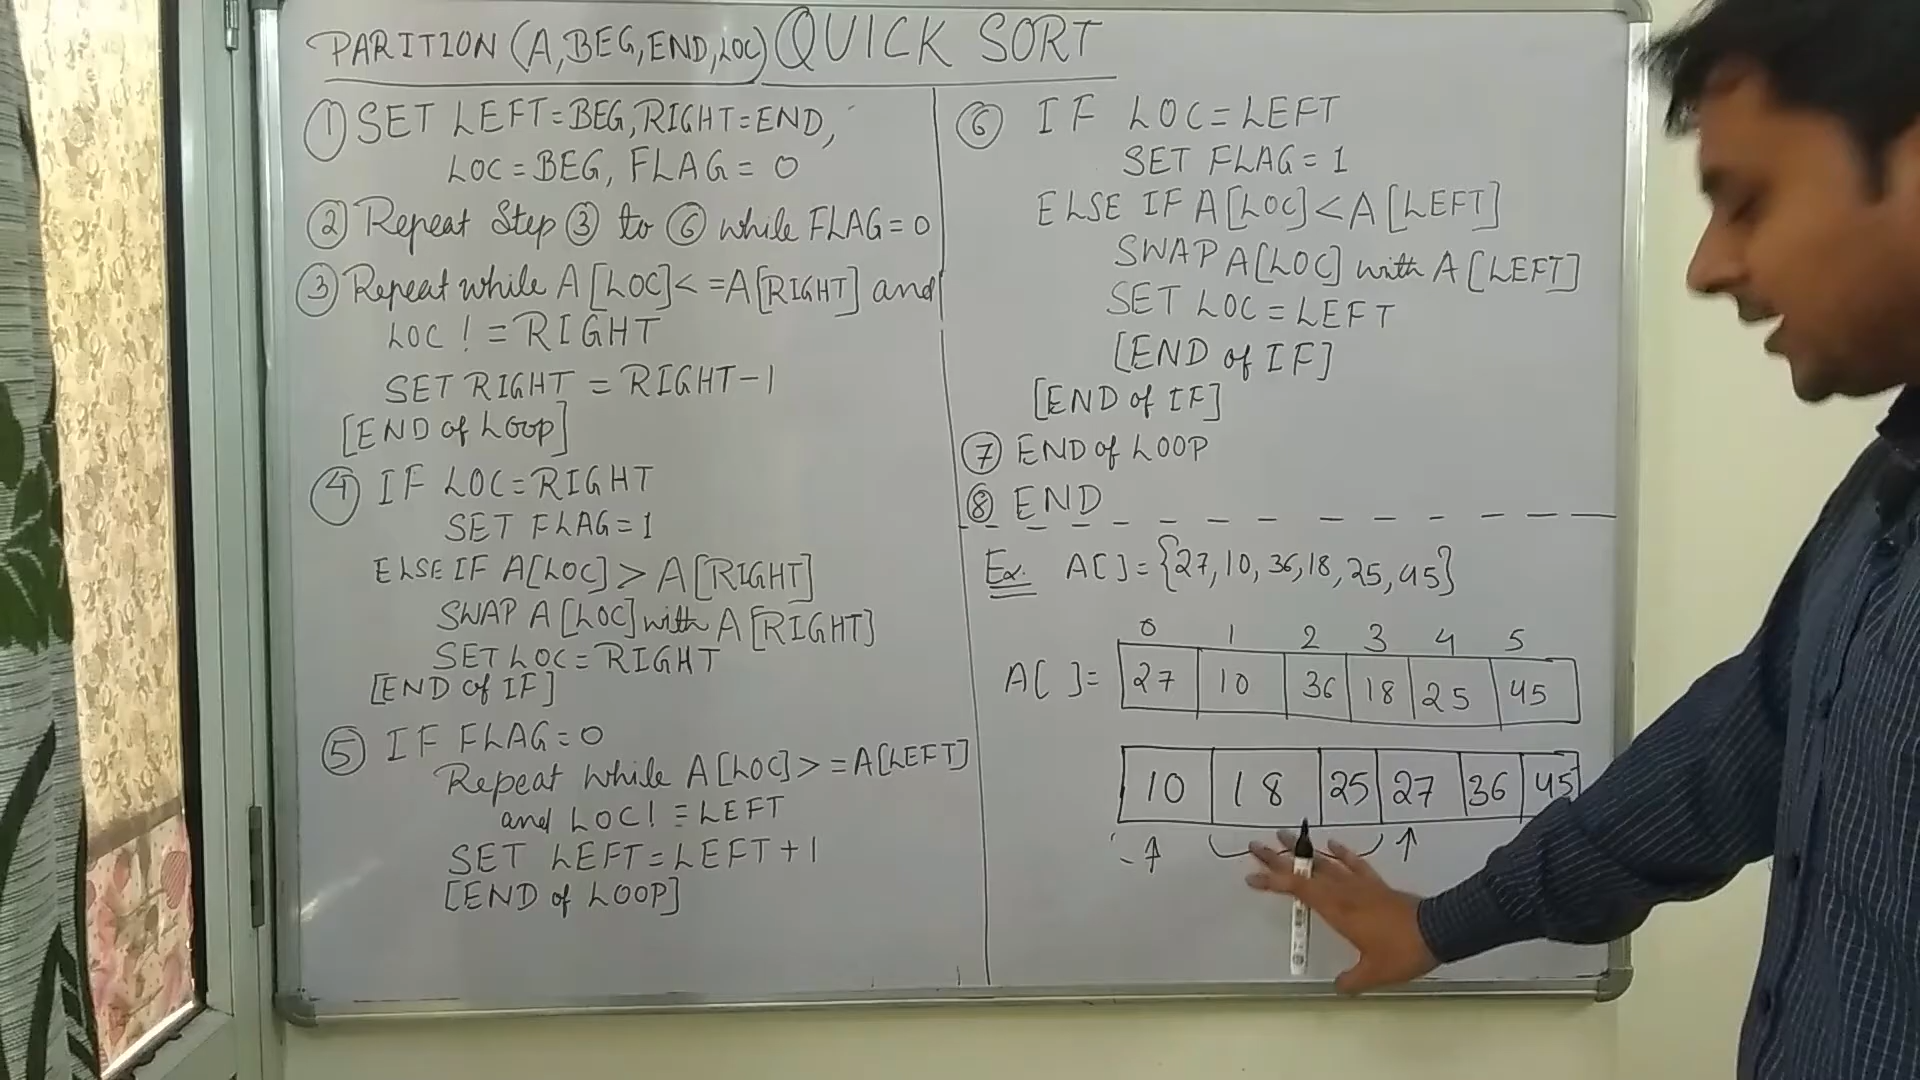 PARITION (A,BEG,END,LOC) QUICK SORT
① SET LEFT=BEG, RIGHT=END,
LOC=BEG, FLAG=0
② Repeat Step ③ to ⑥ while FLAG=0
③ Repeat while A[LOC]<=A[RIGHT] and
LOC!=RIGHT
SET RIGHT=RIGHT-1
[END of LOOP]
④ IF LOC=RIGHT
SET FLAG=1
ELSE IF A[LOC]>A[RIGHT]
SWAP A[LOC] with A[RIGHT]
SET LOC=RIGHT
[END of IF]
⑤ IF FLAG=0
Repeat while A[LOC]>=A[LEFT]
and LOC!=LEFT
SET LEFT=LEFT+1
[END of LOOP]
⑥ IF LOC=LEFT
SET FLAG=1
ELSE IF A[LOC]<A[LEFT]
SWAP A[LOC] with A[LEFT]
SET LOC=LEFT
[END of IF]
[END of IF]
⑦ END of LOOP
⑧ END
Ex. A[]={27,10,36,18,25,45}
0 1 2 3 4 5
A[ ]= 27 10 36 18 25 45
10 18 25 27 36 45